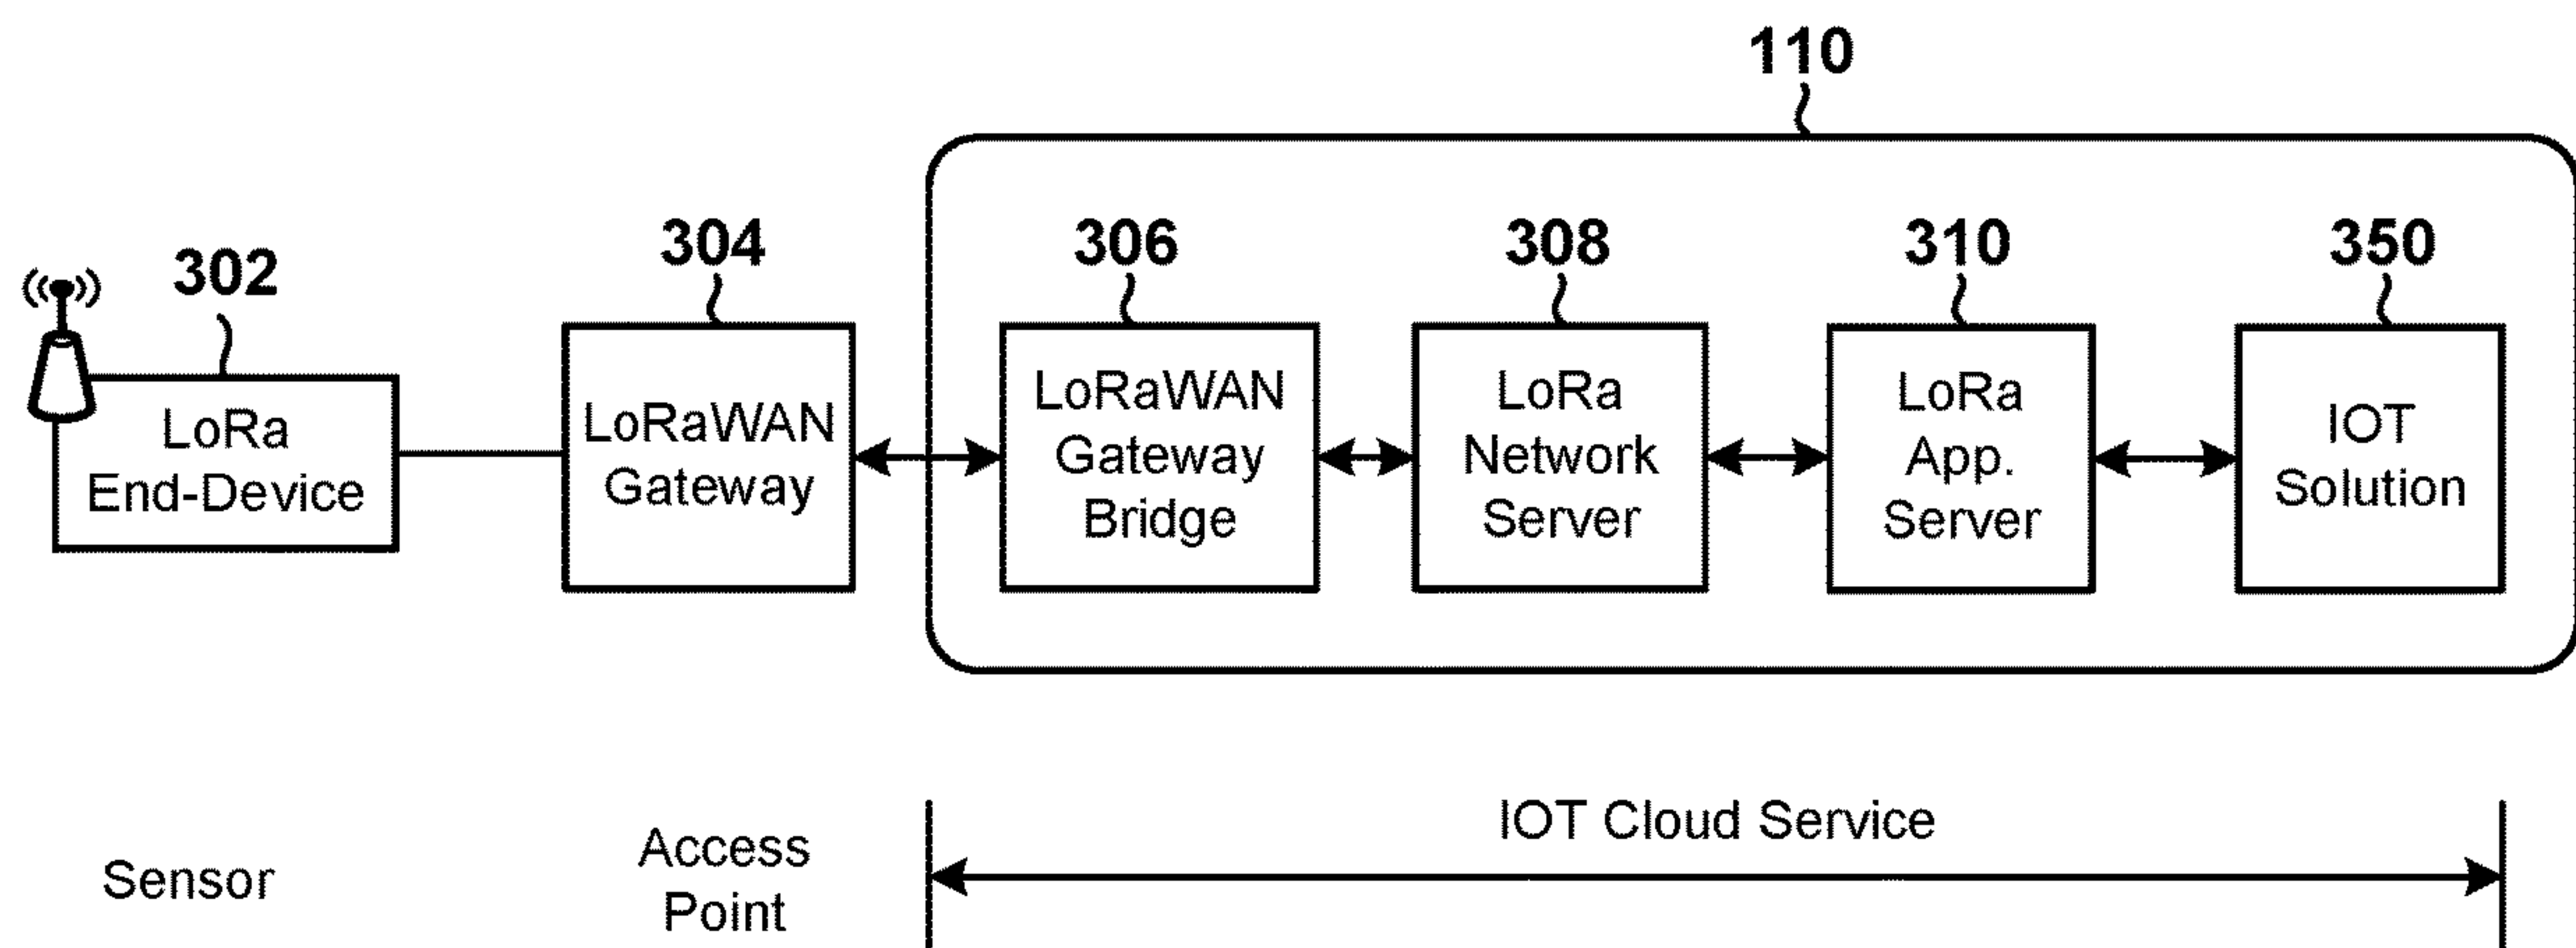 110
302
304
306
308
310
350
LoRa
End-Device
LoRaWAN
Gateway
LoRaWAN
Gateway
Bridge
LoRa
Network
Server
LoRa
App.
Server
IOT
Solution
Sensor
Access
Point
IOT Cloud Service